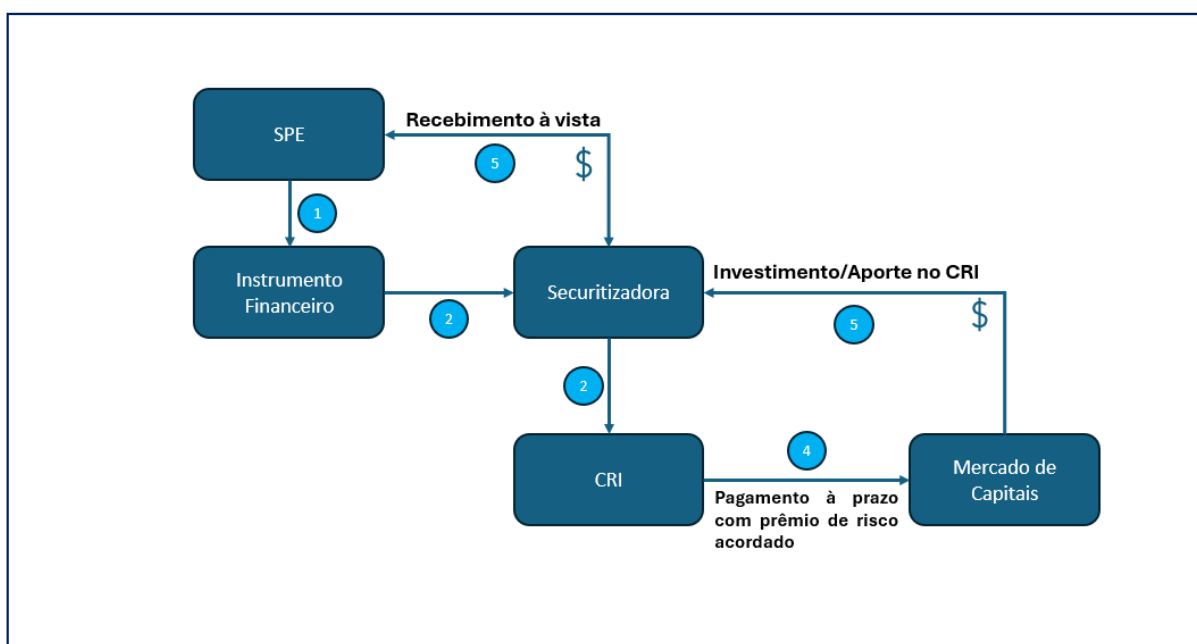 SPE
Recebimento à vista
5
$
1
Instrumento
Financeiro
2
Securitizadora
Investimento/Aporte no CRI
5
$
2
CRI
4
Pagamento à prazo
com prêmio de risco
acordado
Mercado de
Capitais